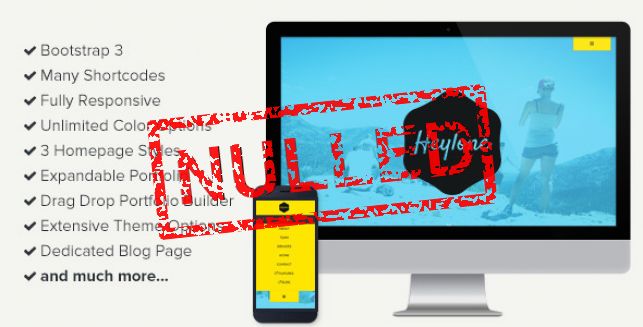 Bootstrap 3
Many Shortcodes
Fully Responsive
Unlimited Color Options
3 Homepage Styles
Expandable Portfolio
Drag Drop Portfolio Builder
Extensive Theme Options
Dedicated Blog Page
and much more...
NULLED